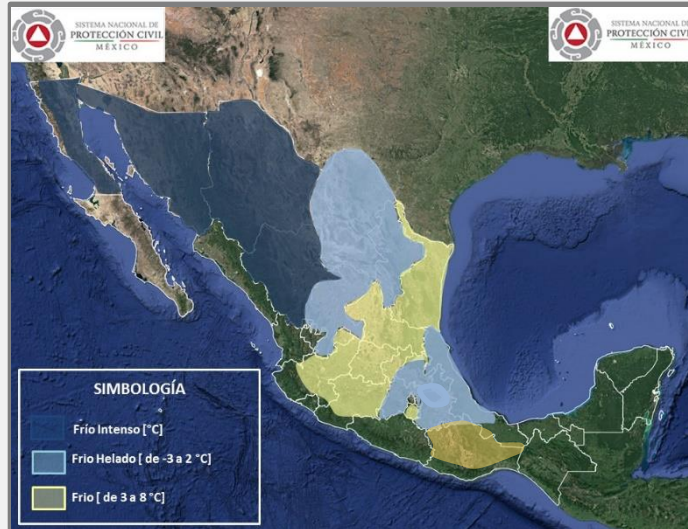 SISTEMA NACIONAL DE
PROTECCIÓN CIVIL
MÉXICO
SISTEMA NACIONAL DE
PROTECCIÓN CIVIL
MÉXICO
SIMBOLOGÍA
Frío Intenso [°C]
Frio Helado [ de -3 a 2 °C]
Frio [ de 3 a 8 °C]